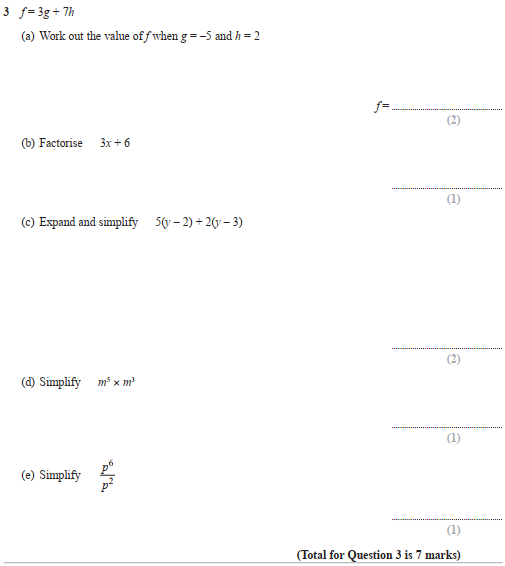 3 f = 3g + 7h
(a) Work out the value of f when g = –5 and h = 2
f = ........................................
(2)
(b) Factorise 3x + 6
........................................
(1)
(c) Expand and simplify 5(y – 2) + 2(y – 3)
........................................
(2)
(d) Simplify m⁵ × m³
........................................
(1)
(e) Simplify p⁶/p²
........................................
(1)
(Total for Question 3 is 7 marks)